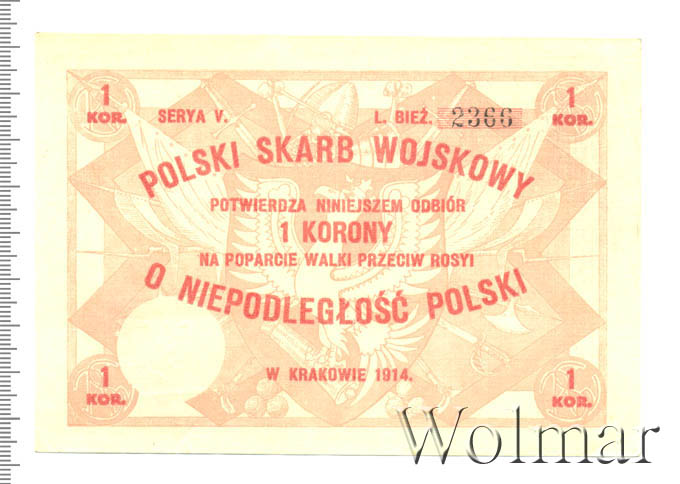 1 KOR.
SERYA V. L. BIEŻ. 2366
1 KOR.
POLSKI SKARB WOJSKOWY
POTWIERDZA NINIEJSZEM ODBIÓR
1 KORONY
NA POPARCIE WALKI PRZECIW ROSYI
O NIEPODLEGŁOŚĆ POLSKI
W KRAKOWIE 1914.
1 KOR.
1 KOR.
Wolmar